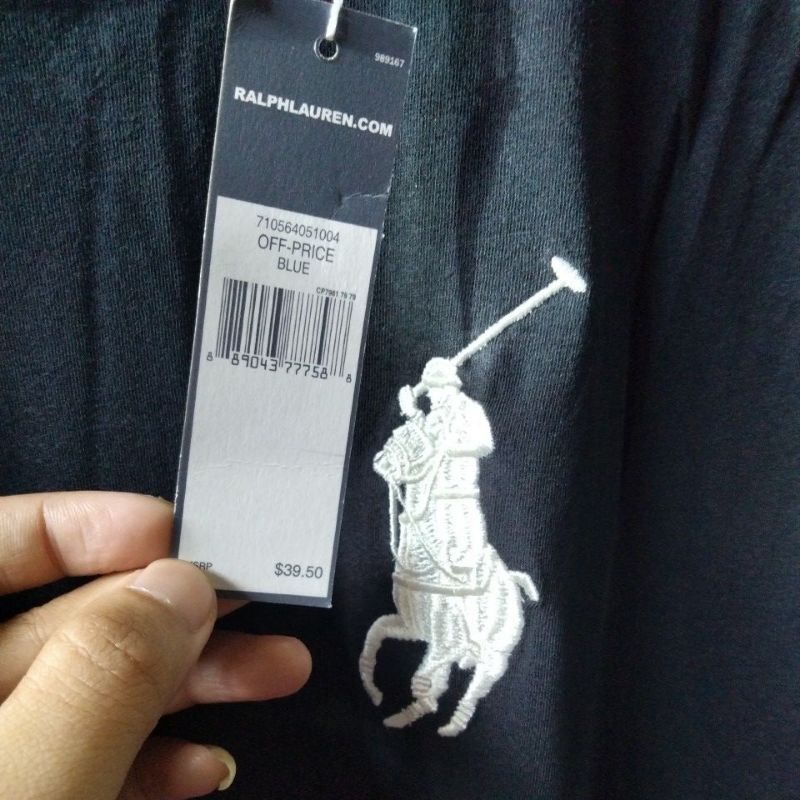 989167
RALPHLAUREN.COM
710564051004
OFF-PRICE
BLUE
8 89043 77758 8
$39.50